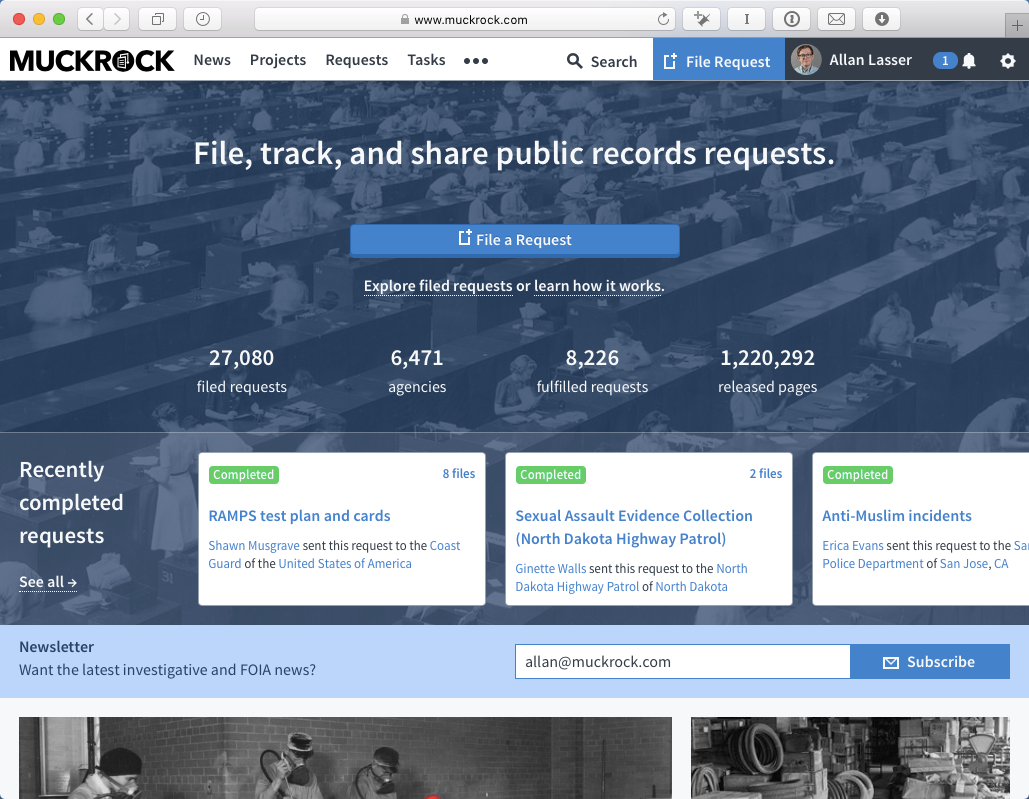 www.muckrock.com
MUCKROCK News Projects Requests Tasks Search File Request Allan Lasser 1
File, track, and share public records requests.
File a Request
Explore filed requests or learn how it works.
27,080 6,471 8,226 1,220,292
filed requests agencies fulfilled requests released pages
Recently
completed
requests
See all →
Completed 8 files
RAMPS test plan and cards
Shawn Musgrave sent this request to the Coast
Guard of the United States of America
Completed 2 files
Sexual Assault Evidence Collection
(North Dakota Highway Patrol)
Ginette Walls sent this request to the North
Dakota Highway Patrol of North Dakota
Completed
Anti-Muslim incidents
Erica Evans sent this request to the Sa
Police Department of San Jose, CA
Newsletter
Want the latest investigative and FOIA news?
allan@muckrock.com Subscribe